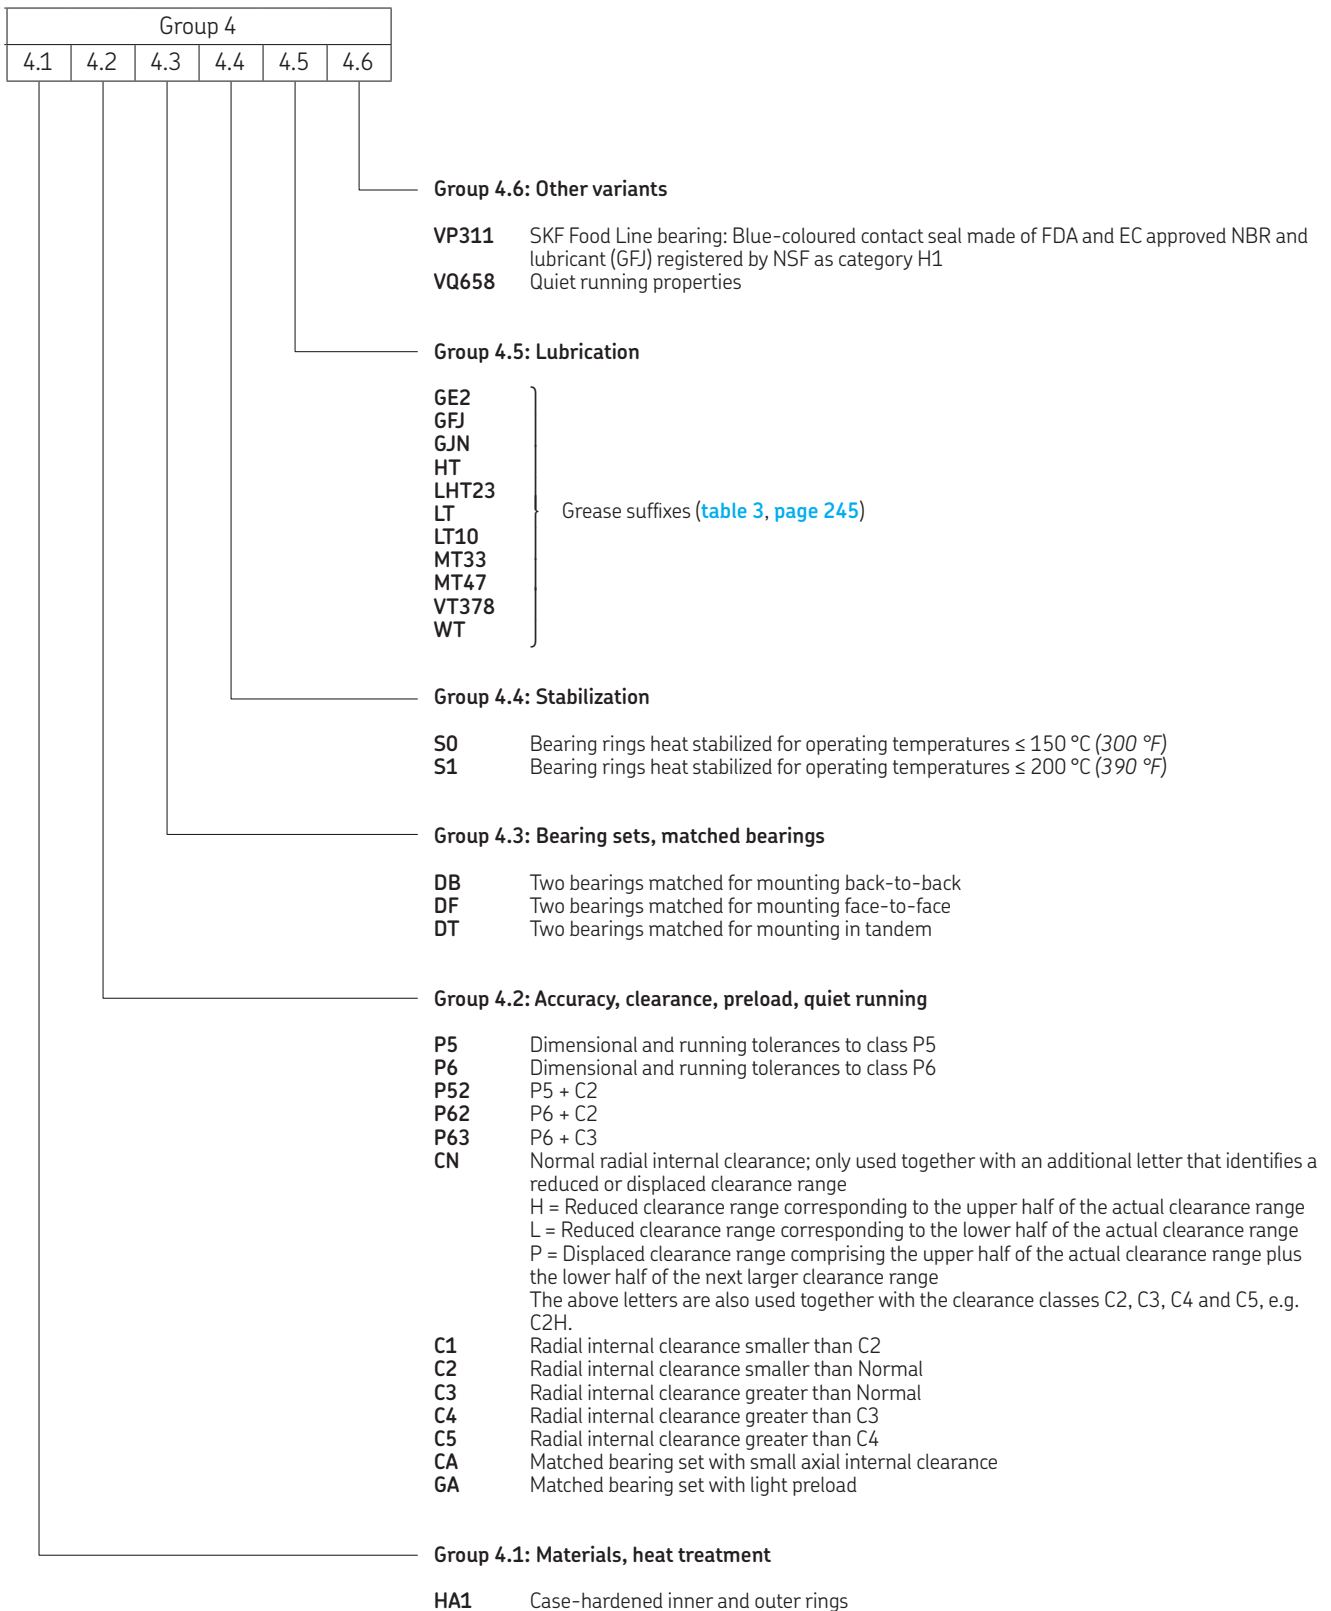 Group 4
4.1 4.2 4.3 4.4 4.5 4.6
Group 4.6: Other variants
VP311 SKF Food Line bearing: Blue-coloured contact seal made of FDA and EC approved NBR and
lubricant (GFJ) registered by NSF as category H1
VQ658 Quiet running properties
Group 4.5: Lubrication
GE2
GFJ
GJN
HT
LHT23
LT Grease suffixes (table 3, page 245)
LT10
MT33
MT47
VT378
WT
Group 4.4: Stabilization
S0 Bearing rings heat stabilized for operating temperatures ≤ 150 °C (300 °F)
S1 Bearing rings heat stabilized for operating temperatures ≤ 200 °C (390 °F)
Group 4.3: Bearing sets, matched bearings
DB Two bearings matched for mounting back-to-back
DF Two bearings matched for mounting face-to-face
DT Two bearings matched for mounting in tandem
Group 4.2: Accuracy, clearance, preload, quiet running
P5 Dimensional and running tolerances to class P5
P6 Dimensional and running tolerances to class P6
P52 P5 + C2
P62 P6 + C2
P63 P6 + C3
CN Normal radial internal clearance; only used together with an additional letter that identifies a
reduced or displaced clearance range
H = Reduced clearance range corresponding to the upper half of the actual clearance range
L = Reduced clearance range corresponding to the lower half of the actual clearance range
P = Displaced clearance range comprising the upper half of the actual clearance range plus
the lower half of the next larger clearance range
The above letters are also used together with the clearance classes C2, C3, C4 and C5, e.g.
C2H.
C1 Radial internal clearance smaller than C2
C2 Radial internal clearance smaller than Normal
C3 Radial internal clearance greater than Normal
C4 Radial internal clearance greater than C3
C5 Radial internal clearance greater than C4
CA Matched bearing set with small axial internal clearance
GA Matched bearing set with light preload
Group 4.1: Materials, heat treatment
HA1 Case-hardened inner and outer rings